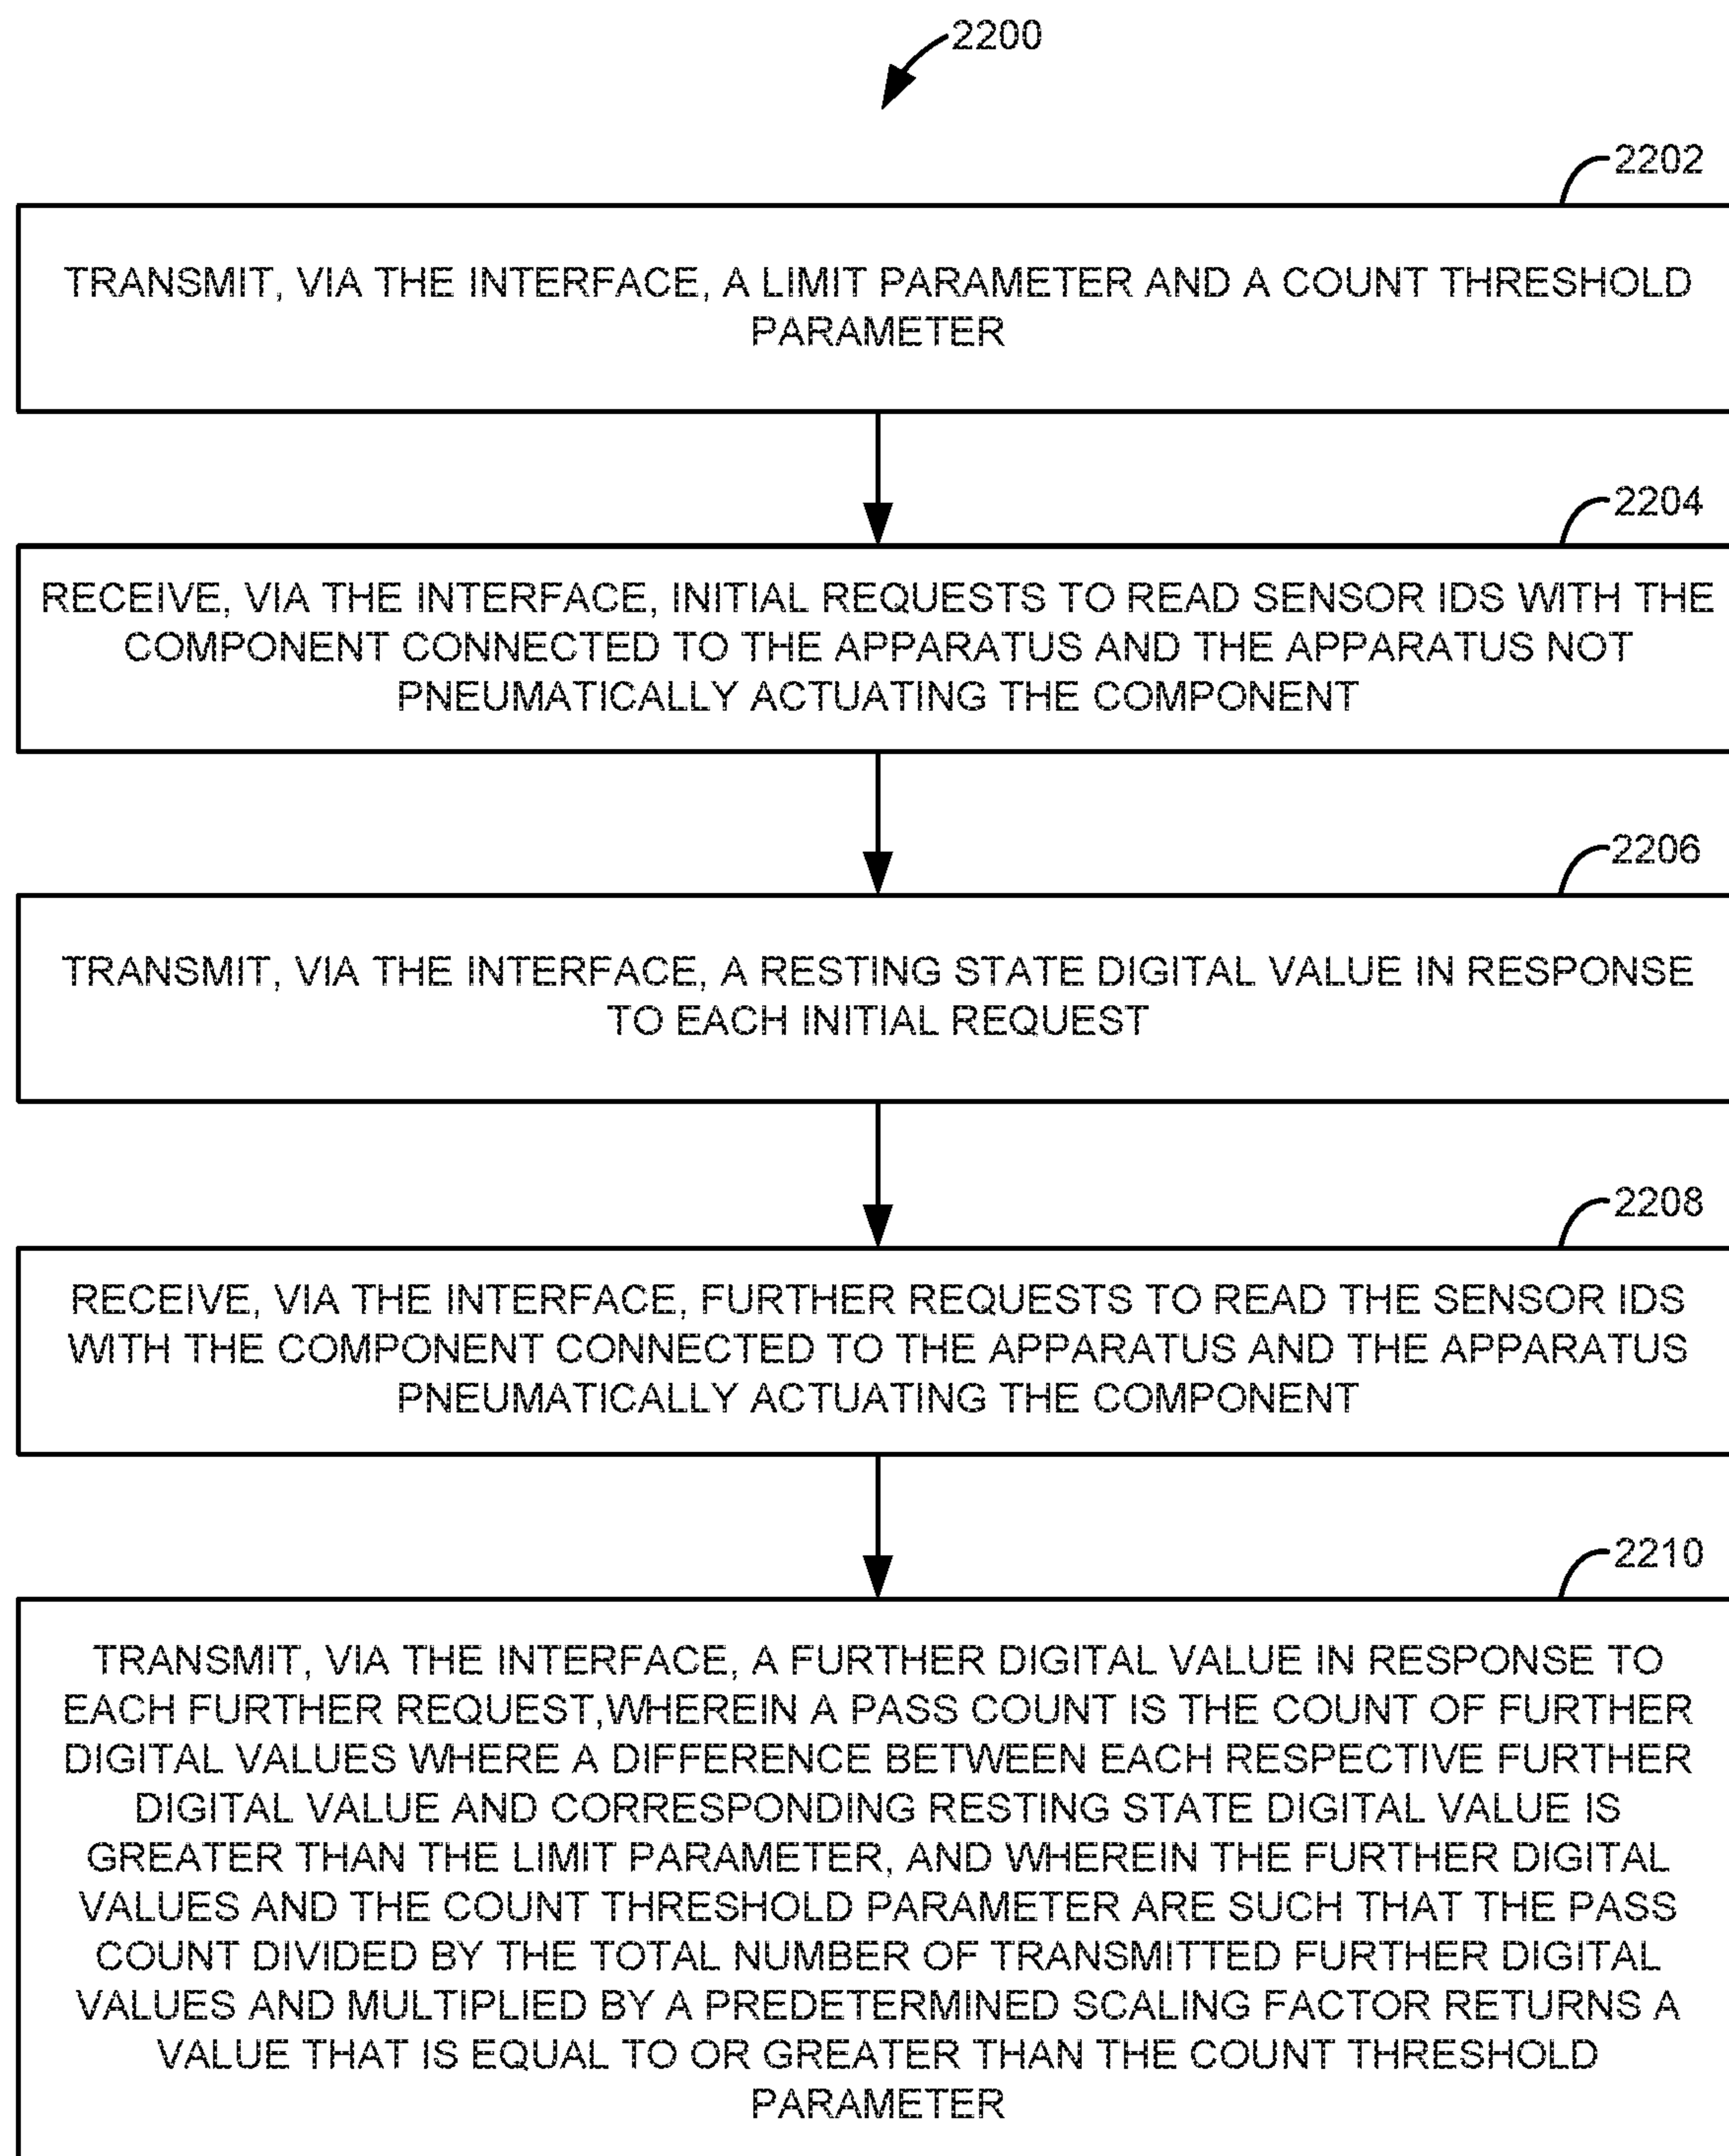 2200
2202
TRANSMIT, VIA THE INTERFACE, A LIMIT PARAMETER AND A COUNT THRESHOLD
PARAMETER
2204
RECEIVE, VIA THE INTERFACE, INITIAL REQUESTS TO READ SENSOR IDS WITH THE
COMPONENT CONNECTED TO THE APPARATUS AND THE APPARATUS NOT
PNEUMATICALLY ACTUATING THE COMPONENT
2206
TRANSMIT, VIA THE INTERFACE, A RESTING STATE DIGITAL VALUE IN RESPONSE
TO EACH INITIAL REQUEST
2208
RECEIVE, VIA THE INTERFACE, FURTHER REQUESTS TO READ THE SENSOR IDS
WITH THE COMPONENT CONNECTED TO THE APPARATUS AND THE APPARATUS
PNEUMATICALLY ACTUATING THE COMPONENT
2210
TRANSMIT, VIA THE INTERFACE, A FURTHER DIGITAL VALUE IN RESPONSE TO
EACH FURTHER REQUEST,WHEREIN A PASS COUNT IS THE COUNT OF FURTHER
DIGITAL VALUES WHERE A DIFFERENCE BETWEEN EACH RESPECTIVE FURTHER
DIGITAL VALUE AND CORRESPONDING RESTING STATE DIGITAL VALUE IS
GREATER THAN THE LIMIT PARAMETER, AND WHEREIN THE FURTHER DIGITAL
VALUES AND THE COUNT THRESHOLD PARAMETER ARE SUCH THAT THE PASS
COUNT DIVIDED BY THE TOTAL NUMBER OF TRANSMITTED FURTHER DIGITAL
VALUES AND MULTIPLIED BY A PREDETERMINED SCALING FACTOR RETURNS A
VALUE THAT IS EQUAL TO OR GREATER THAN THE COUNT THRESHOLD
PARAMETER